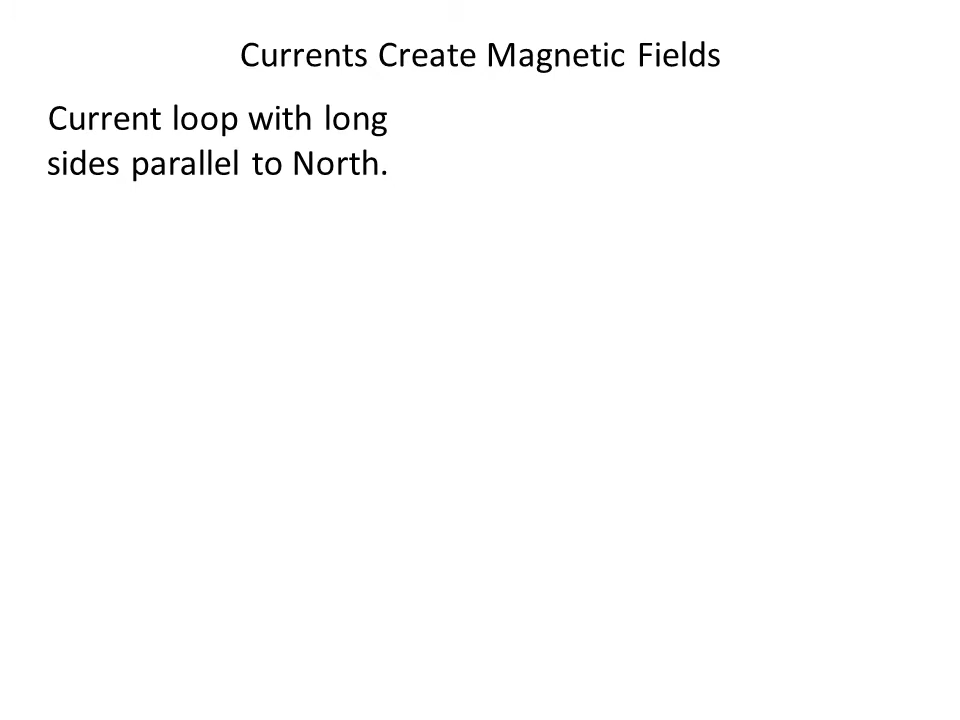 Currents Create Magnetic Fields
Current loop with long
sides parallel to North.